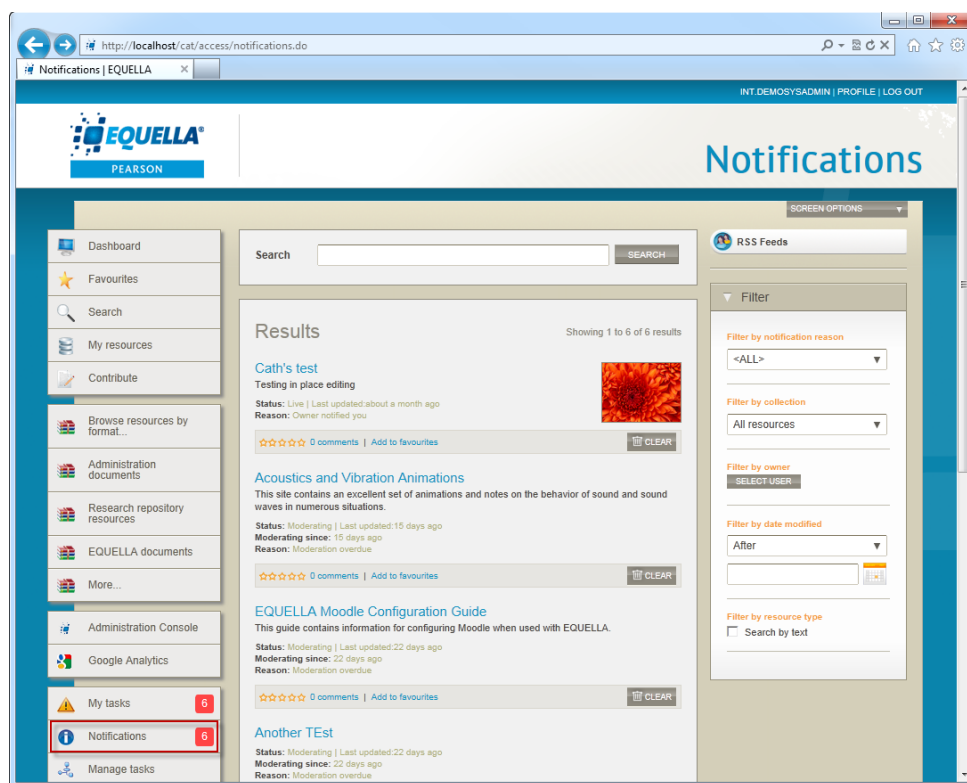 http://localhost/cat/access/notifications.do
Notifications | EQUELLA
INT.DEMOSYSADMIN | PROFILE | LOG OUT
EQUELLA®
PEARSON
Notifications
SCREEN OPTIONS
Dashboard
Favourites
Search
My resources
Contribute
Browse resources by
format...
Administration
documents
Research repository
resources
EQUELLA documents
More...
Administration Console
Google Analytics
My tasks 6
Notifications 6
Manage tasks
Search SEARCH
Results Showing 1 to 6 of 6 results
Cath's test
Testing in place editing
Status: Live | Last updated:about a month ago
Reason: Owner notified you
0 comments | Add to favourites CLEAR
Acoustics and Vibration Animations
This site contains an excellent set of animations and notes on the behavior of sound and sound
waves in numerous situations.
Status: Moderating | Last updated:15 days ago
Moderating since: 15 days ago
Reason: Moderation overdue
0 comments | Add to favourites CLEAR
EQUELLA Moodle Configuration Guide
This guide contains information for configuring Moodle when used with EQUELLA.
Status: Moderating | Last updated:22 days ago
Moderating since: 22 days ago
Reason: Moderation overdue
0 comments | Add to favourites CLEAR
Another TEst
Status: Moderating | Last updated:22 days ago
Moderating since: 22 days ago
Reason: Moderation overdue
RSS Feeds
Filter
Filter by notification reason
<ALL>
Filter by collection
All resources
Filter by owner
SELECT USER
Filter by date modified
After
Filter by resource type
Search by text